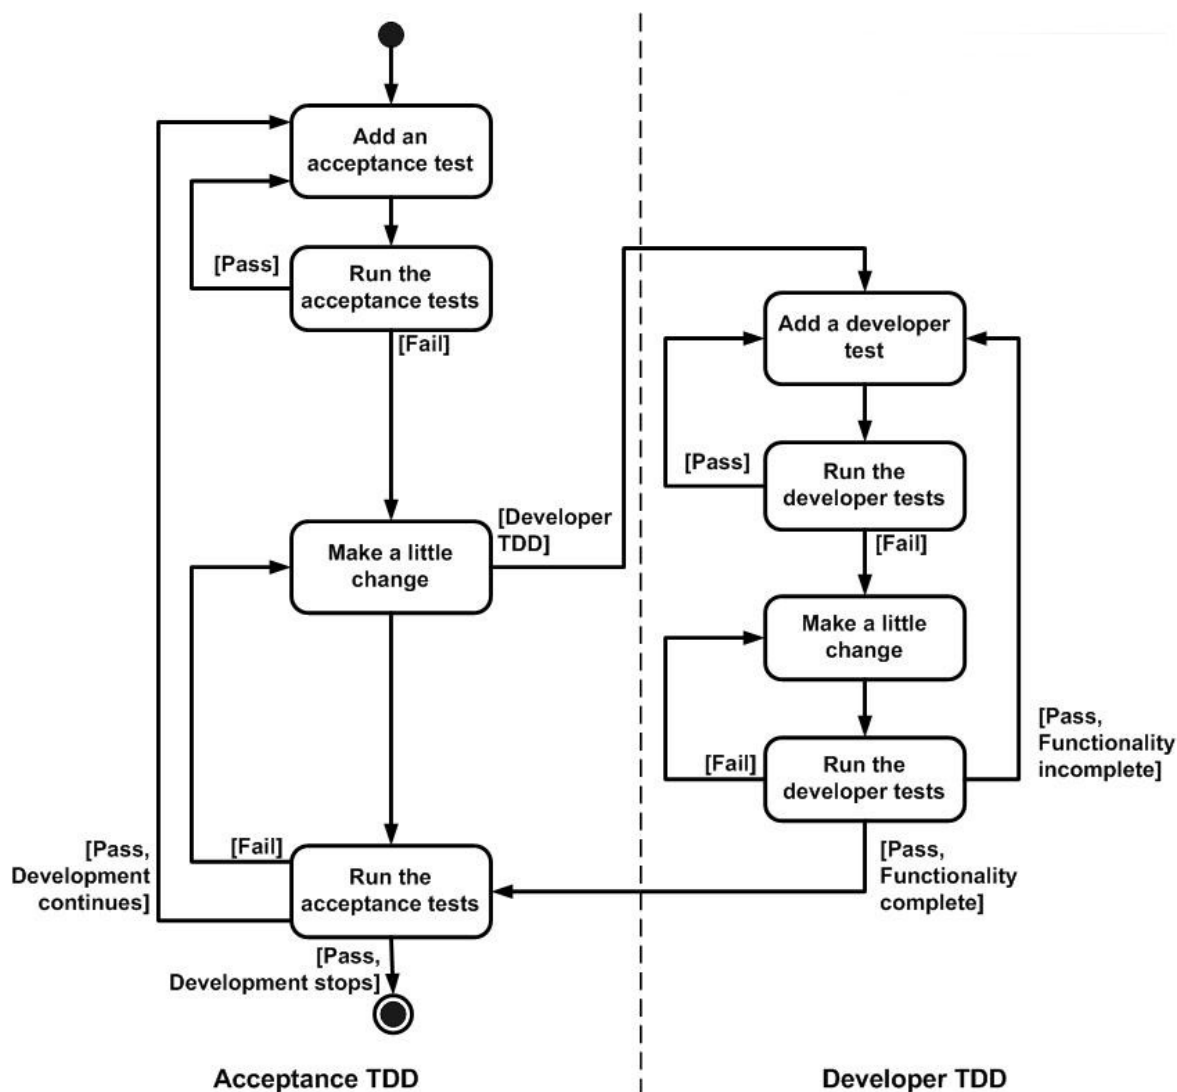 Add an
acceptance test
[Pass]
Run the
acceptance tests
[Fail]
Make a little
change
[Developer
TDD]
[Fail]
Run the
acceptance tests
[Pass,
Development
continues]
[Pass,
Development stops]
Acceptance TDD
Add a developer
test
[Pass]
Run the
developer tests
[Fail]
Make a little
change
[Fail]
Run the
developer tests
[Pass,
Functionality
incomplete]
[Pass,
Functionality
complete]
Developer TDD